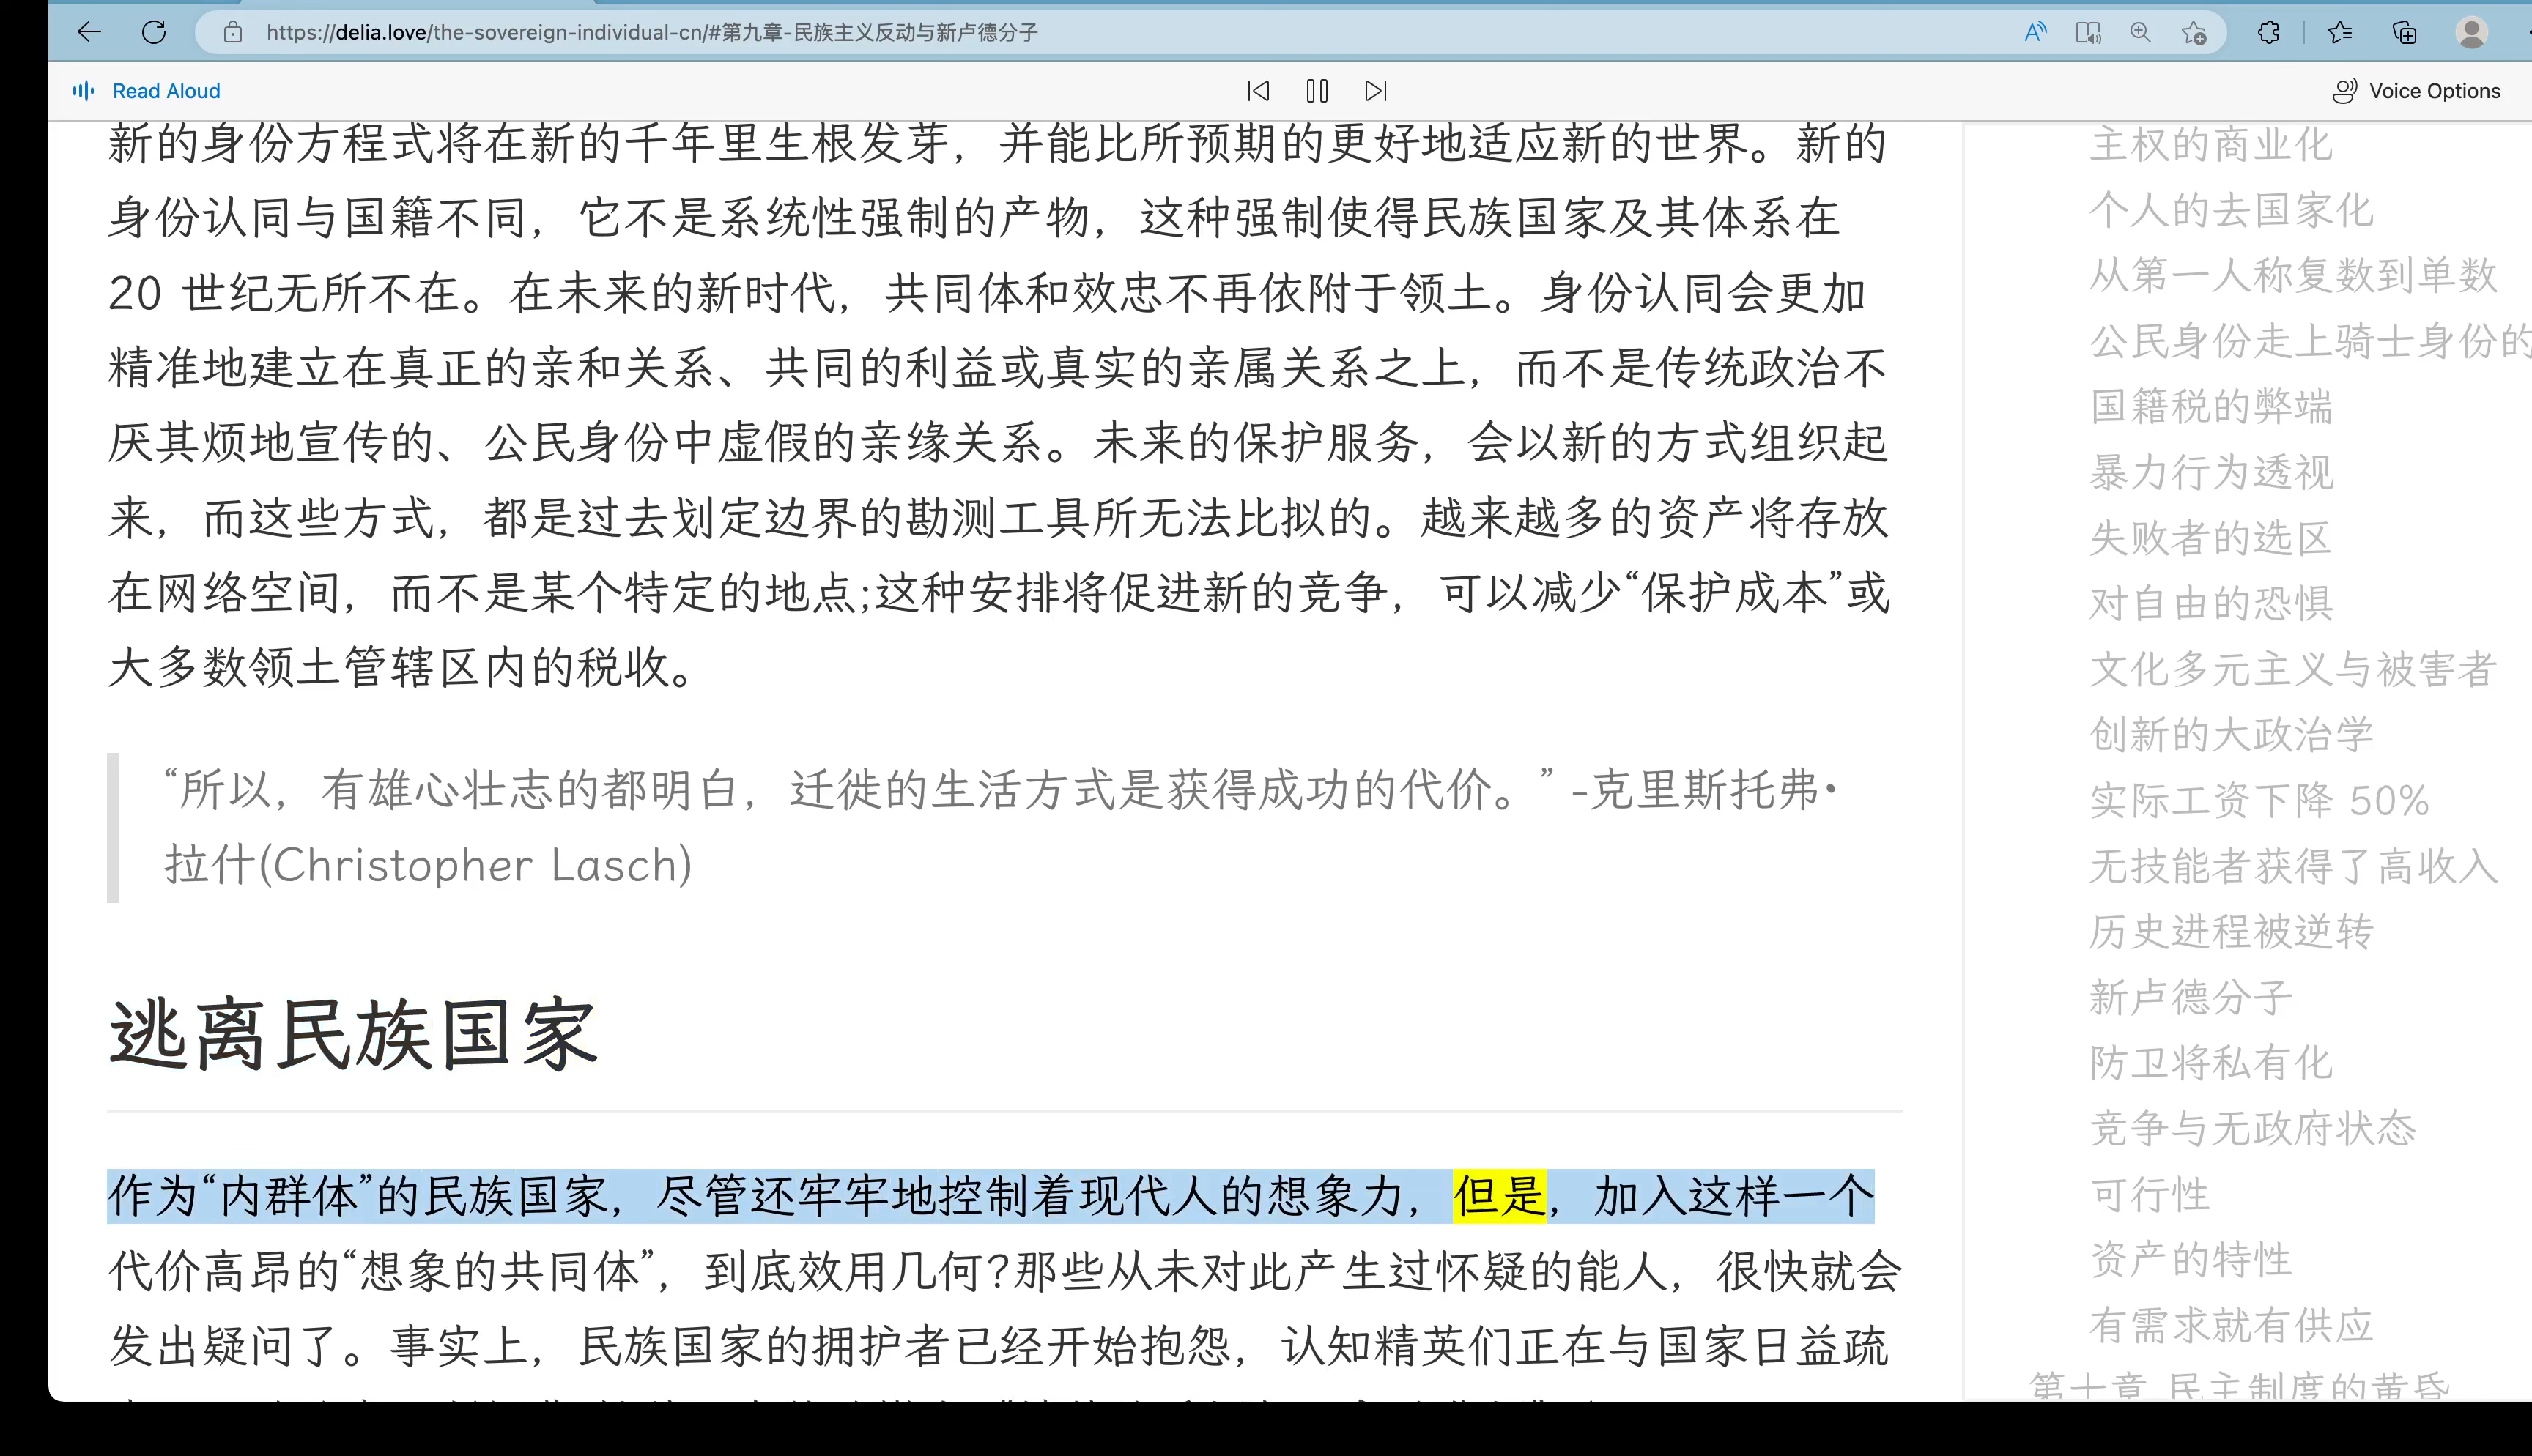 https://delia.love/the-sovereign-individual-cn/#第九章-民族主义反动与新卢德分子
Read Aloud
Voice Options
新的身份方程式将在新的千年里生根发芽，并能比所预期的更好地适应新的世界。新的
身份认同与国籍不同，它不是系统性强制的产物，这种强制使得民族国家及其体系在
20 世纪无所不在。在未来的新时代，共同体和效忠不再依附于领土。身份认同会更加
精准地建立在真正的亲和关系、共同的利益或真实的亲属关系之上，而不是传统政治不
厌其烦地宣传的、公民身份中虚假的亲缘关系。未来的保护服务，会以新的方式组织起
来，而这些方式，都是过去划定边界的勘测工具所无法比拟的。越来越多的资产将存放
在网络空间，而不是某个特定的地点;这种安排将促进新的竞争，可以减少“保护成本”或
大多数领土管辖区内的税收。
“所以，有雄心壮志的都明白，迁徙的生活方式是获得成功的代价。” -克里斯托弗•
拉什(Christopher Lasch)
逃离民族国家
作为“内群体”的民族国家，尽管还牢牢地控制着现代人的想象力，但是，加入这样一个
代价高昂的“想象的共同体”，到底效用几何?那些从未对此产生过怀疑的能人，很快就会
发出疑问了。事实上，民族国家的拥护者已经开始抱怨，认知精英们正在与国家日益疏
主权的商业化
个人的去国家化
从第一人称复数到单数
公民身份走上骑士身份的
国籍税的弊端
暴力行为透视
失败者的选区
对自由的恐惧
文化多元主义与被害者
创新的大政治学
实际工资下降 50%
无技能者获得了高收入
历史进程被逆转
新卢德分子
防卫将私有化
竞争与无政府状态
可行性
资产的特性
有需求就有供应
第十章 民主制度的黄昏